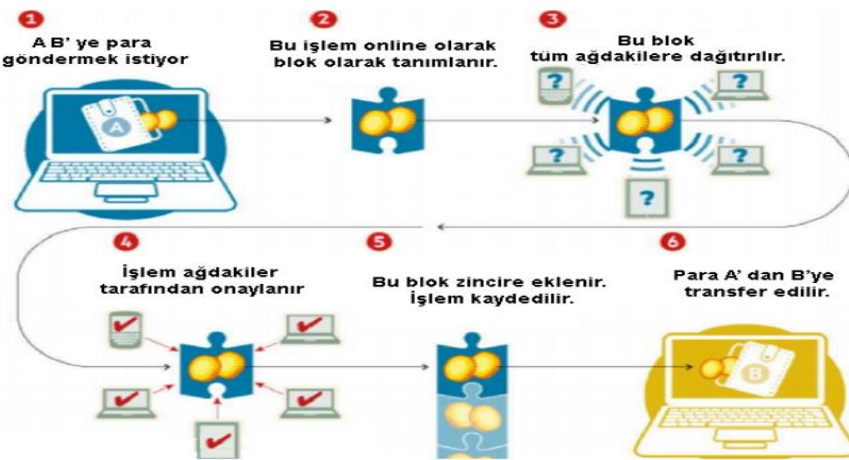 1
A B' ye para
göndermek istiyor
A
2
Bu işlem online olarak
blok olarak tanımlanır.
3
Bu blok
tüm ağdakilere dağıtırılır.
?
?
?
?
?
4
İşlem ağdakiler
tarafından onaylanır
5
Bu blok zincire eklenir.
İşlem kaydedilir.
6
Para A' dan B'ye
transfer edilir.
B